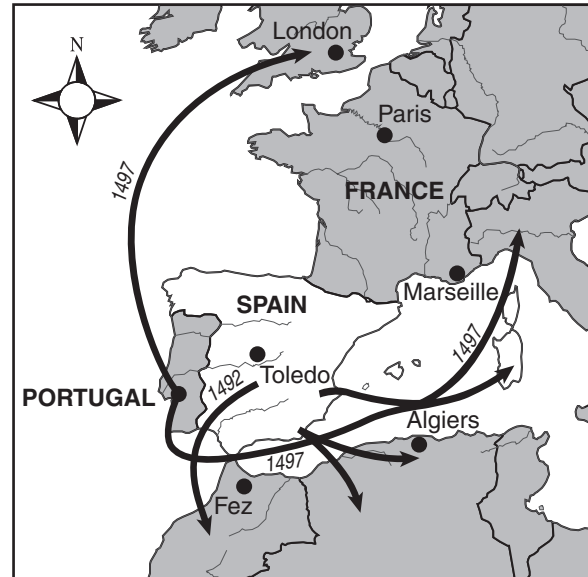 London
N
Paris
1497
FRANCE
Marseille
SPAIN
1497
Toledo
1492
PORTUGAL
Algiers
1497
Fez